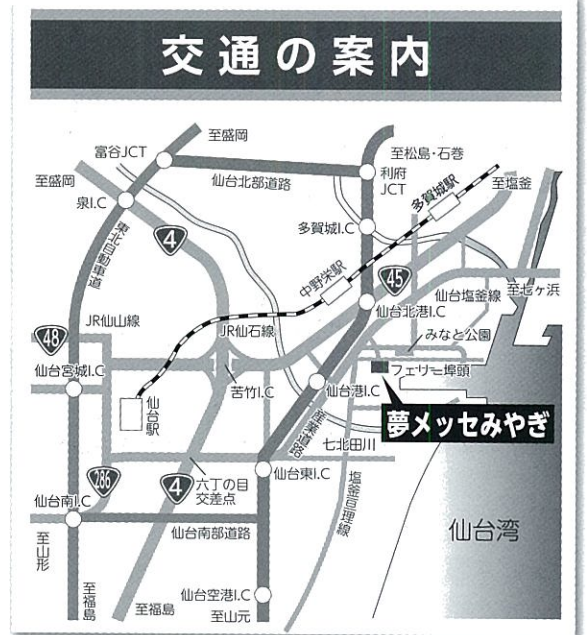 交通の案内
至盛岡
富谷JCT
至松島・石巻
至盛岡
仙台北部道路
利府
JCT
多賀城駅
至塩釜
泉I.C
4
多賀城I.C
東北自動車道
中野栄駅
45
至七ヶ浜
仙台塩釜線
仙台北港I.C
JR仙山線
JR仙石線
みなと公園
48
仙台宮城I.C
フェリー埠頭
苦竹I.C
仙台港I.C
仙台駅
夢メッセみやぎ
産業道路
七北田川
286
4
六丁の目
交差点
仙台東I.C
塩釜亘理線
仙台南I.C
仙台南部道路
仙台湾
至山形
至福島
至福島
仙台空港I.C
至山元